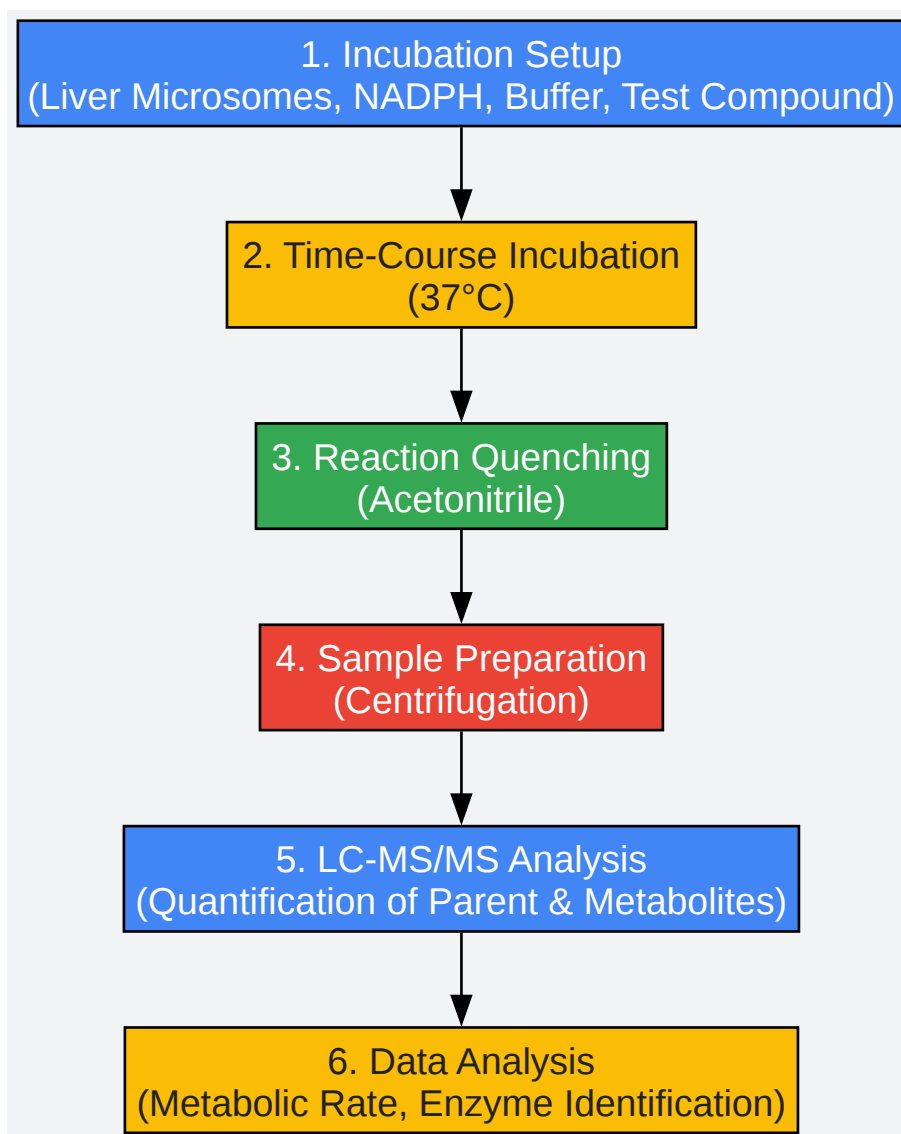 1. Incubation Setup
(Liver Microsomes, NADPH, Buffer, Test Compound)
2. Time-Course Incubation
(37°C)
3. Reaction Quenching
(Acetonitrile)
4. Sample Preparation
(Centrifugation)
5. LC-MS/MS Analysis
(Quantification of Parent & Metabolites)
6. Data Analysis
(Metabolic Rate, Enzyme Identification)